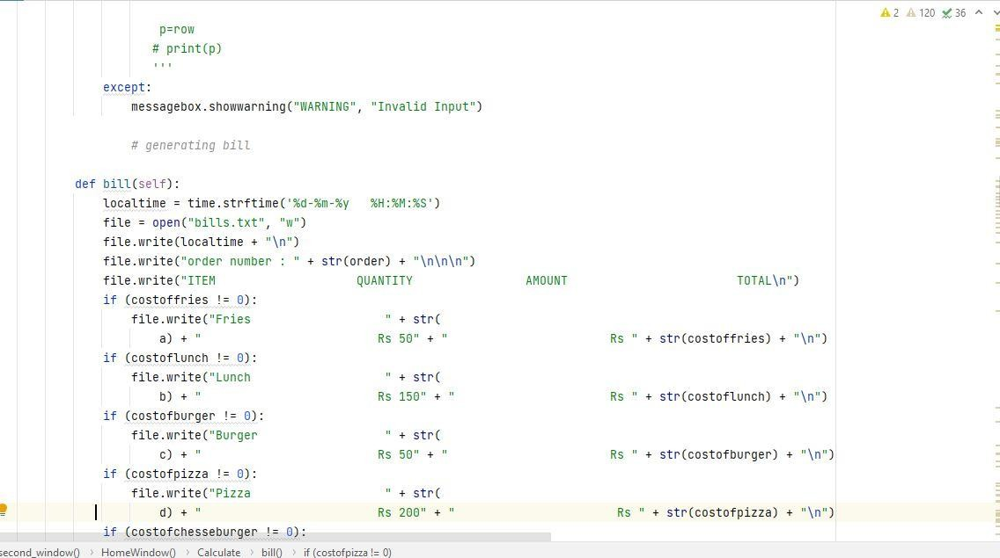 2 120 36
p=row
# print(p)
'''
except:
messagebox.showwarning("WARNING", "Invalid Input")
# generating bill
def bill(self):
localtime = time.strftime('%d-%m-%y   %H:%M:%S')
file = open("bills.txt", "w")
file.write(localtime + "\n")
file.write("order number : " + str(order) + "\n\n\n")
file.write("ITEM                    QUANTITY                AMOUNT                        TOTAL\n")
if (costoffries != 0):
file.write("Fries                   " + str(
a) + "                         Rs 50" + "                       Rs " + str(costoffries) + "\n")
if (costoflunch != 0):
file.write("Lunch                   " + str(
b) + "                         Rs 150" + "                      Rs " + str(costoflunch) + "\n")
if (costofburger != 0):
file.write("Burger                  " + str(
c) + "                         Rs 50" + "                       Rs " + str(costofburger) + "\n")
if (costofpizza != 0):
file.write("Pizza                   " + str(
d) + "                         Rs 200" + "                       Rs " + str(costofpizza) + "\n")
if (costofchesseburger != 0):
second_window() > HomeWindow() > Calculate > bill() > if (costofpizza != 0)